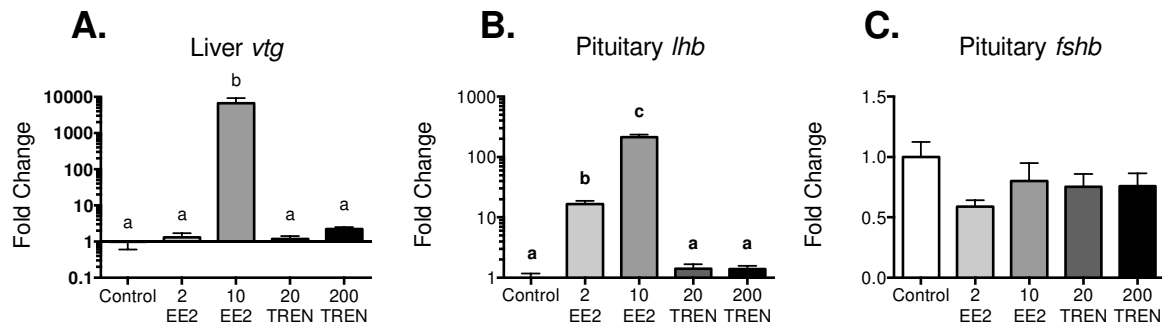 A.
Liver vtg
Fold Change
10000
1000
100
10
1
0.1
a
a
b
a
a
Control
2
EE2
10
EE2
20
TREN
200
TREN
B.
Pituitary lhb
Fold Change
1000
100
10
1
a
b
c
a
a
Control
2
EE2
10
EE2
20
TREN
200
TREN
C.
Pituitary fshb
Fold Change
1.5
1.0
0.5
0.0
Control
2
EE2
10
EE2
20
TREN
200
TREN